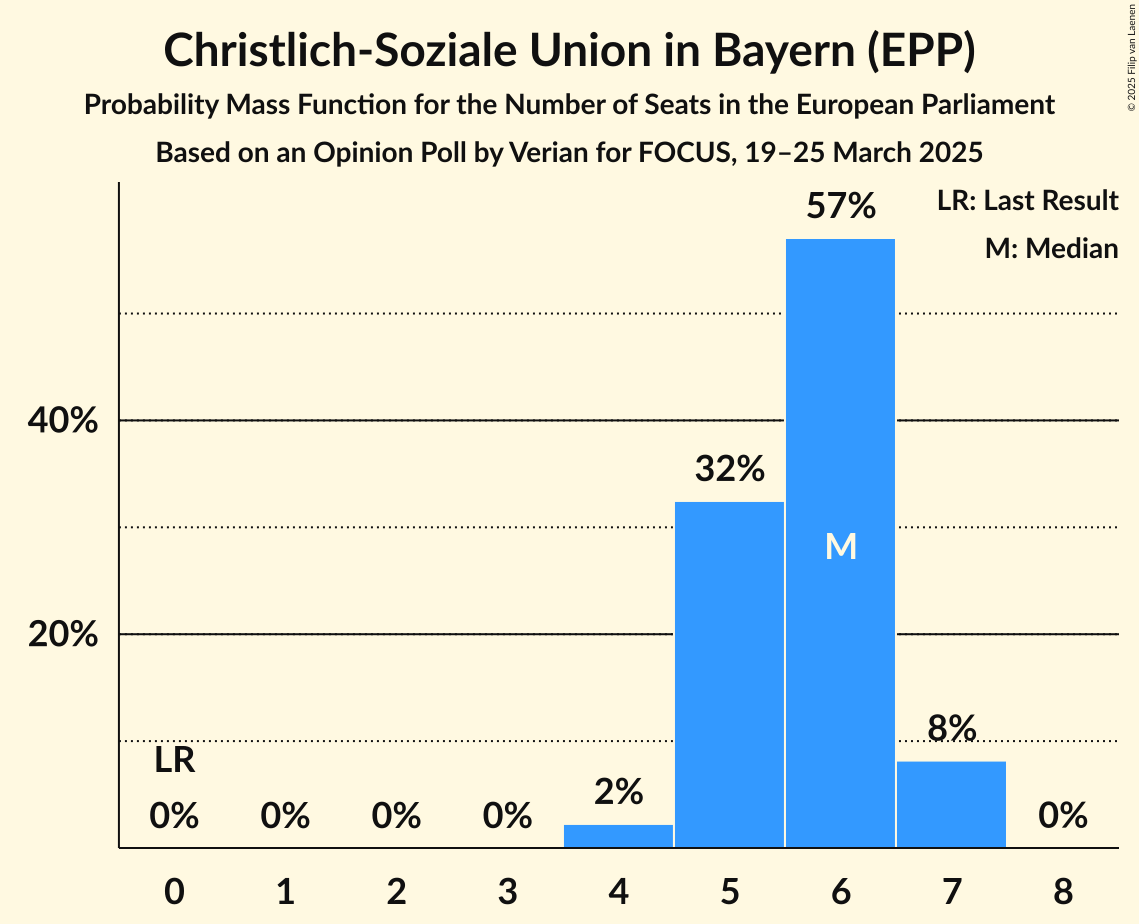 Christlich-Soziale Union in Bayern (EPP)
Probability Mass Function for the Number of Seats in the European Parliament
Based on an Opinion Poll by Verian for FOCUS, 19–25 March 2025
© 2025 Filip van Laenen
LR: Last Result
M: Median
57%
40%
32%
M
20%
8%
LR
2%
0% 0% 0% 0% 0%
0 1 2 3 4 5 6 7 8